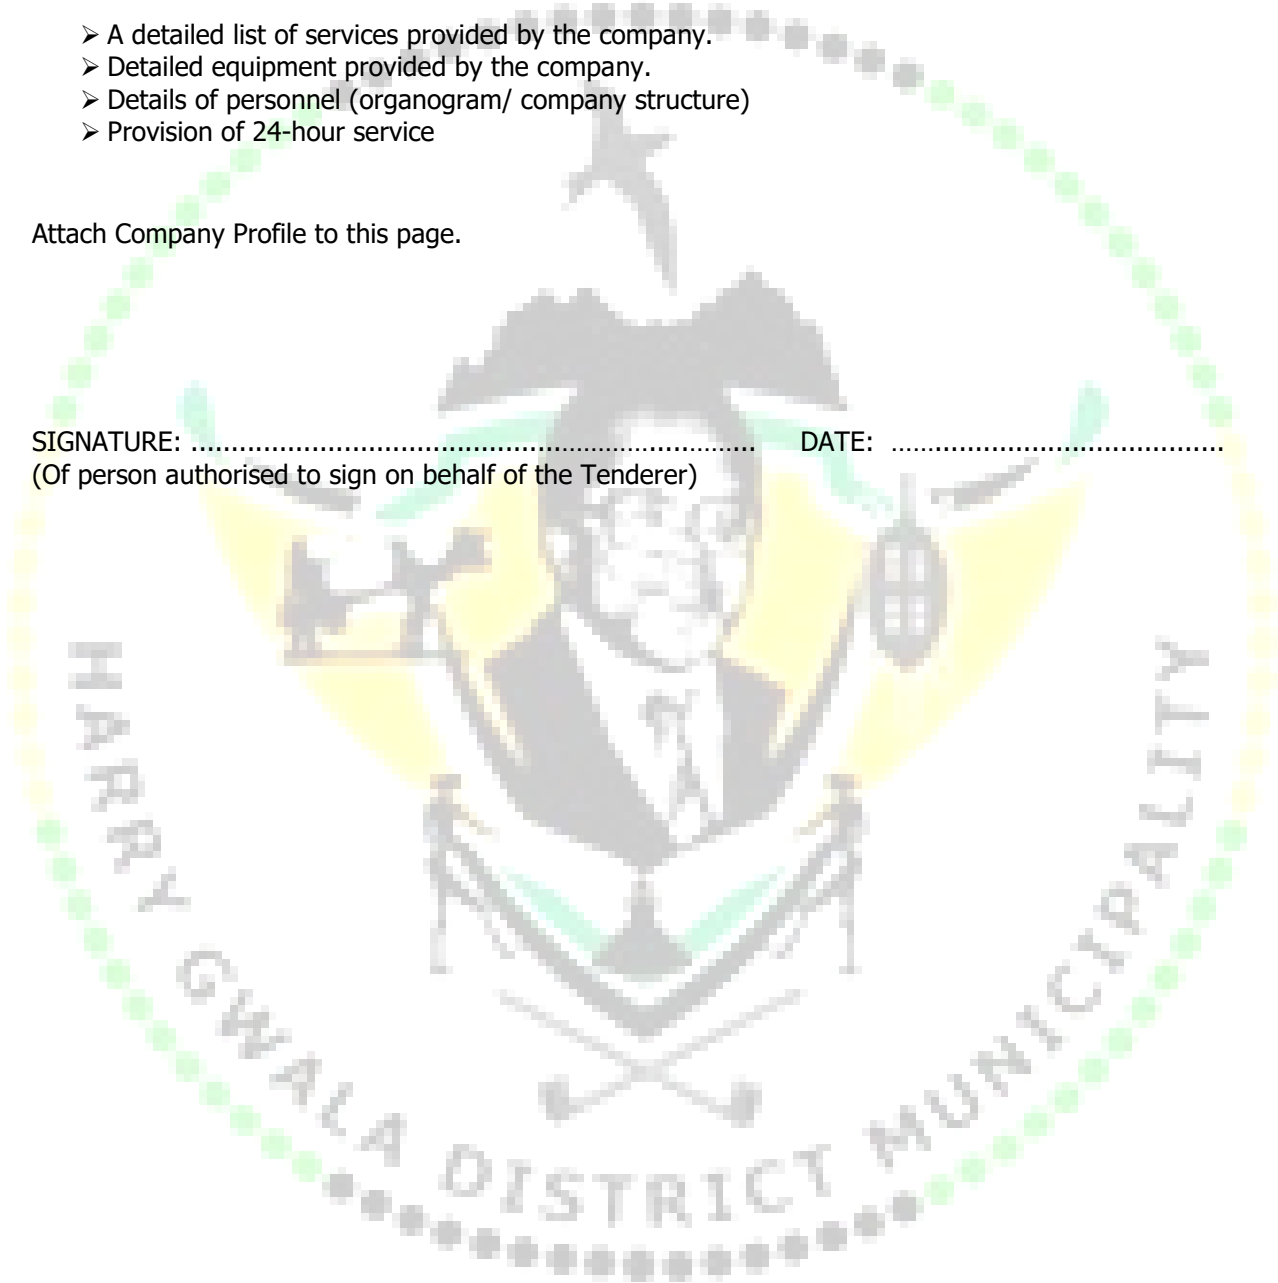 ➢ A detailed list of services provided by the company.
➢ Detailed equipment provided by the company.
➢ Details of personnel (organogram/ company structure)
➢ Provision of 24-hour service
Attach Company Profile to this page.
SIGNATURE: ................................................................................... DATE: .................................................
(Of person authorised to sign on behalf of the Tenderer)
HARRY GWALA DISTRICT MUNICIPALITY